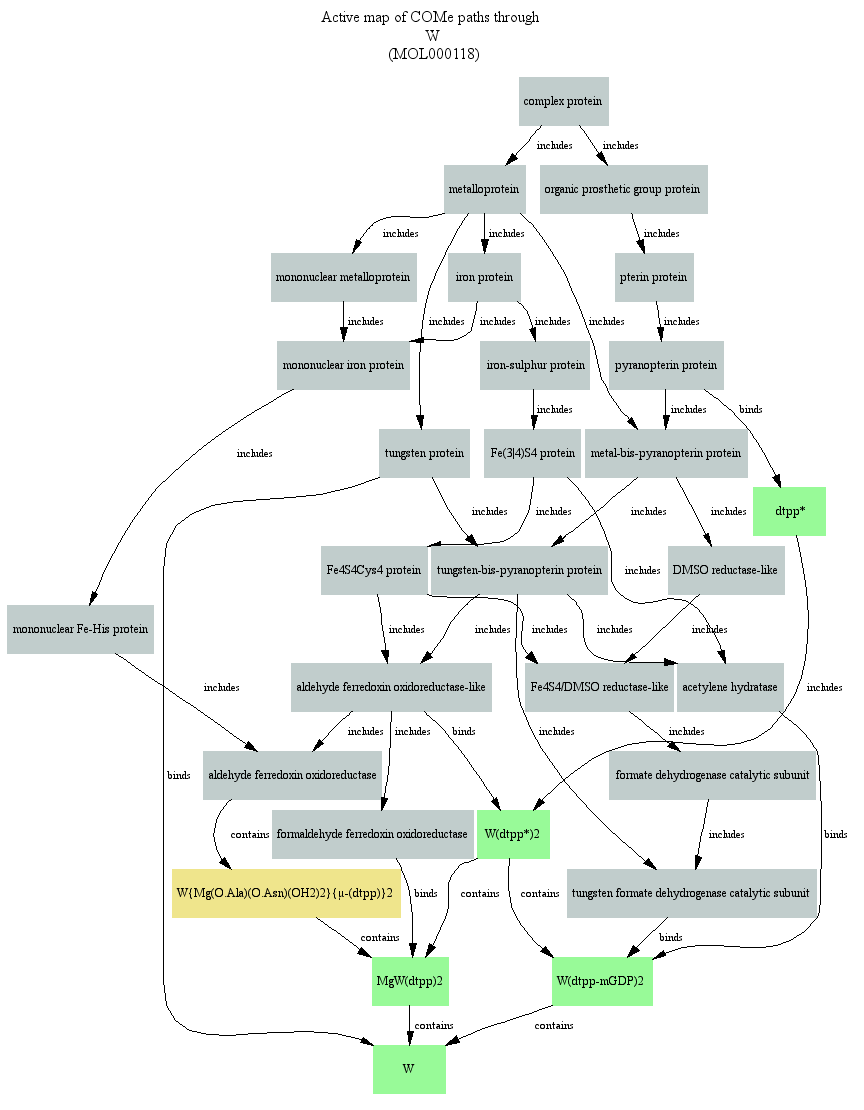 Active map of COMe paths through
W
(MOL000118)
complex protein
includes
includes
metalloprotein
organic prosthetic group protein
includes
includes
includes
mononuclear metalloprotein
iron protein
pterin protein
includes
includes
includes
includes
includes
includes
mononuclear iron protein
iron-sulphur protein
pyranopterin protein
includes
includes
binds
includes
tungsten protein
Fe(3|4)S4 protein
metal-bis-pyranopterin protein
dtpp*
includes
includes
includes
includes
Fe4S4Cys4 protein
tungsten-bis-pyranopterin protein
DMSO reductase-like
includes
mononuclear Fe-His protein
includes
includes
includes
includes
includes
includes
aldehyde ferredoxin oxidoreductase-like
Fe4S4/DMSO reductase-like
acetylene hydratase
includes
includes
includes
binds
includes
includes
aldehyde ferredoxin oxidoreductase
formate dehydrogenase catalytic subunit
binds
contains
formaldehyde ferredoxin oxidoreductase
W(dtpp*)2
includes
binds
W{Mg(O.Ala)(O.Asn)(OH2)2}{μ-(dtpp)}2
binds
contains
contains
tungsten formate dehydrogenase catalytic subunit
contains
binds
MgW(dtpp)2
W(dtpp-mGDP)2
contains
contains
W